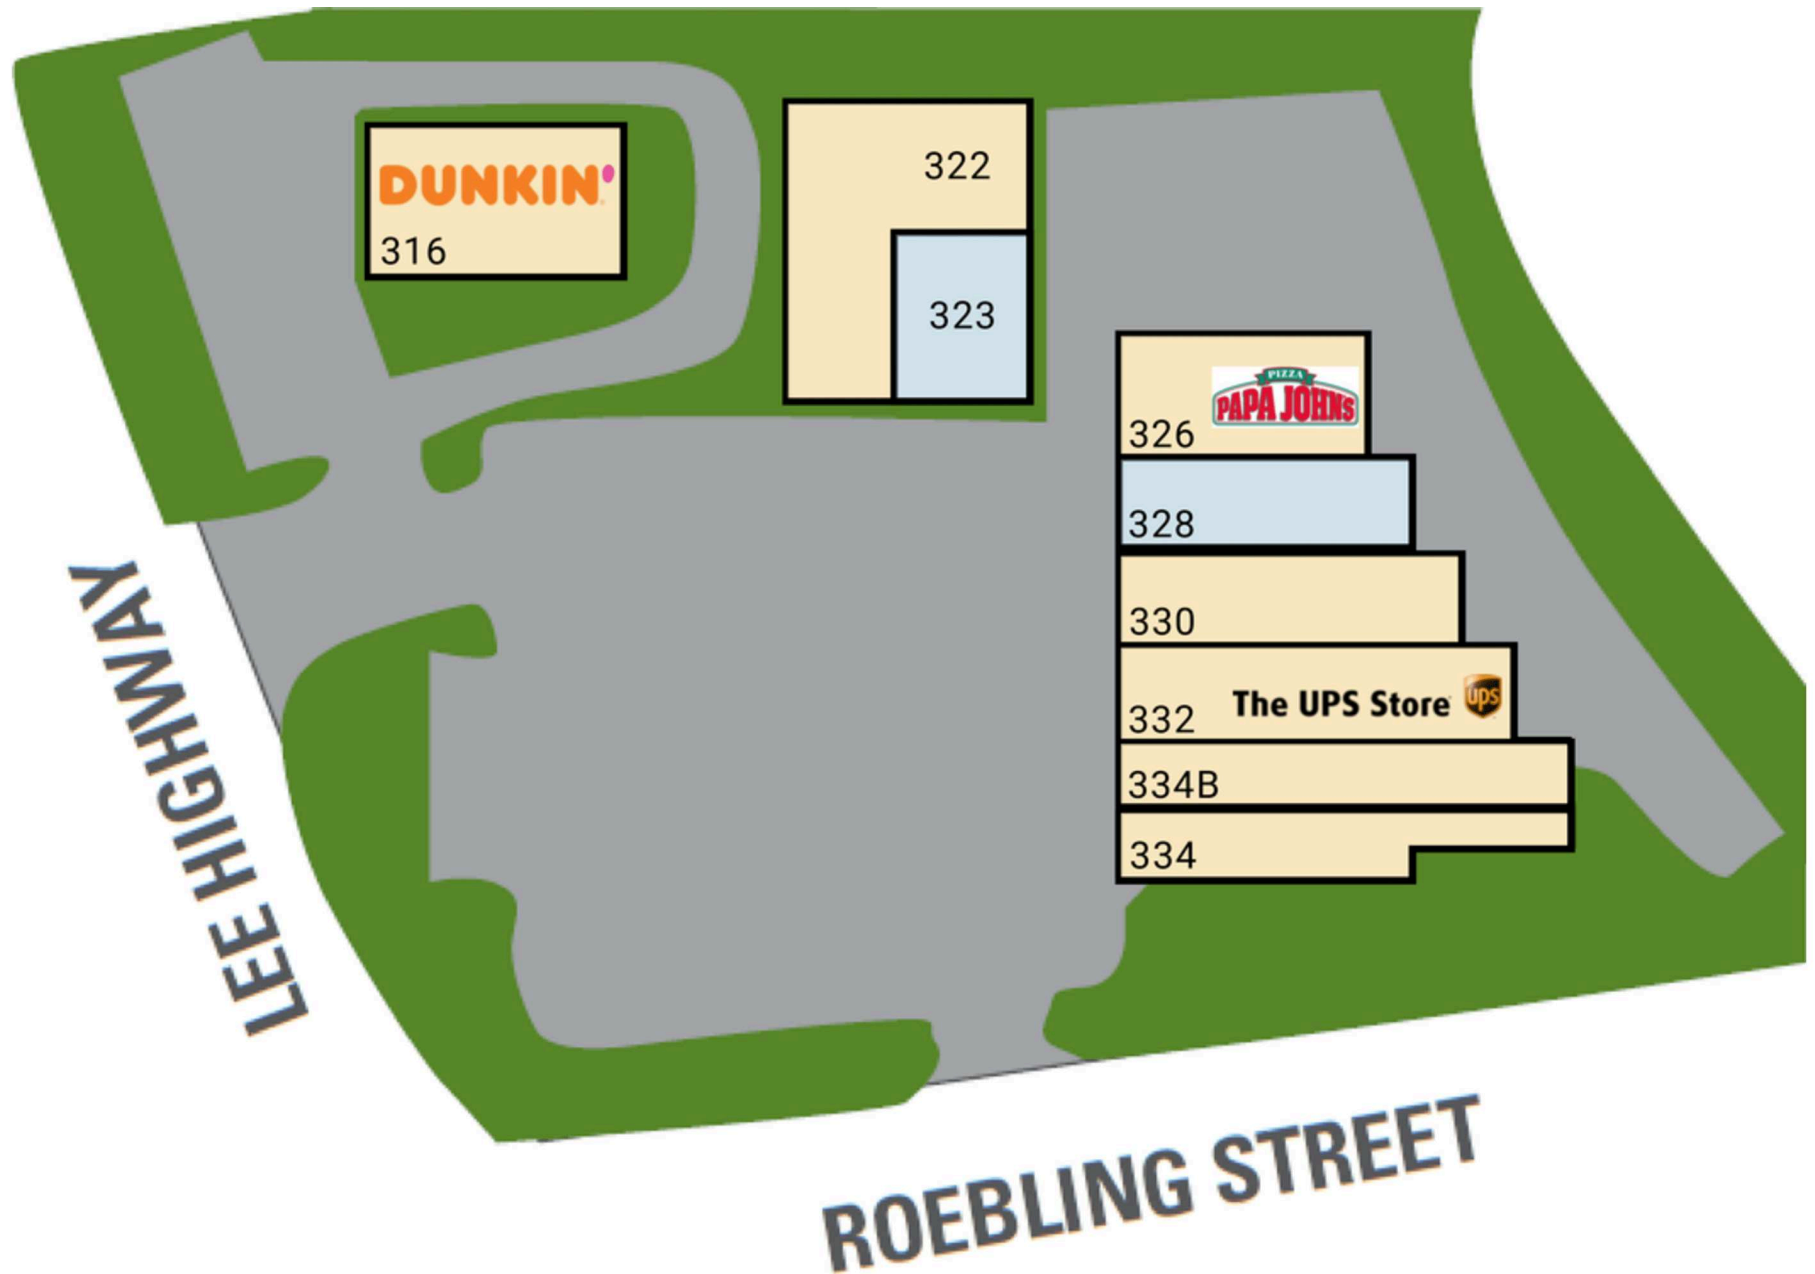 DUNKIN'
316
322
323
PIZZA
PAPA JOHNS
326
328
330
332
The UPS Store
ups
334B
334
LEE HIGHWAY
ROEBLING STREET